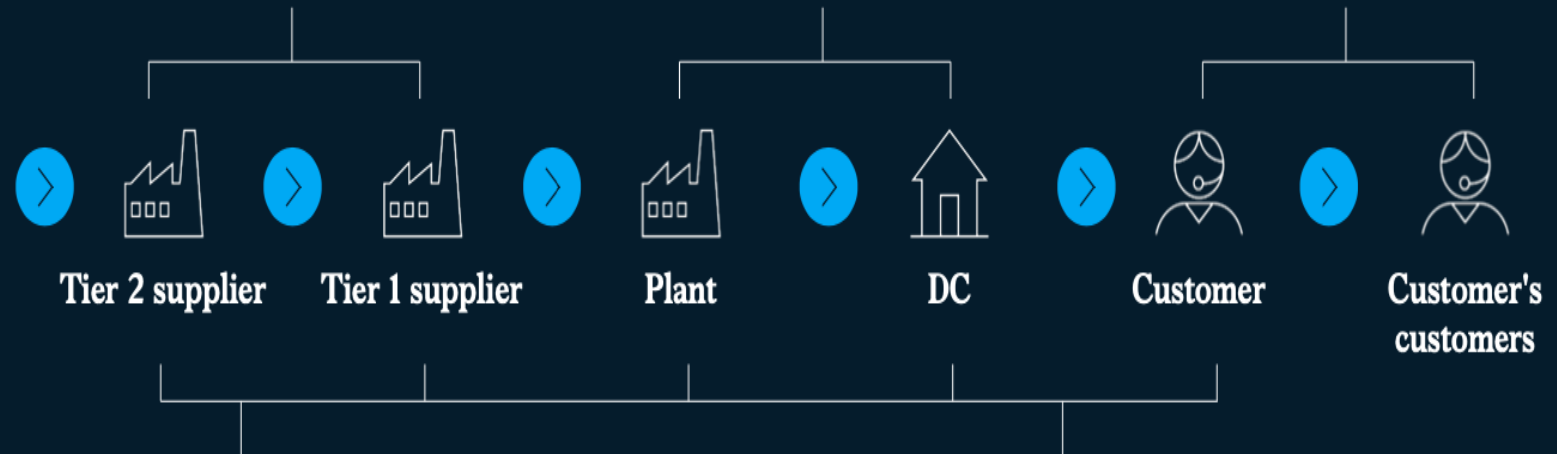 Tier 2 supplier
Tier 1 supplier
Plant
DC
Customer
Customer's
customers